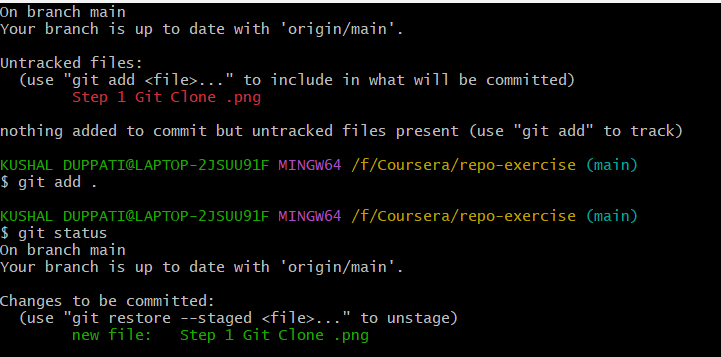 On branch main
Your branch is up to date with 'origin/main'.
Untracked files:
(use "git add <file>..." to include in what will be committed)
Step 1 Git Clone .png
nothing added to commit but untracked files present (use "git add" to track)
KUSHAL DUPPATI@LAPTOP-2JSUU91F MINGW64 /f/Coursera/repo-exercise (main)
$ git add .
KUSHAL DUPPATI@LAPTOP-2JSUU91F MINGW64 /f/Coursera/repo-exercise (main)
$ git status
On branch main
Your branch is up to date with 'origin/main'.
Changes to be committed:
(use "git restore --staged <file>..." to unstage)
new file:   Step 1 Git Clone .png